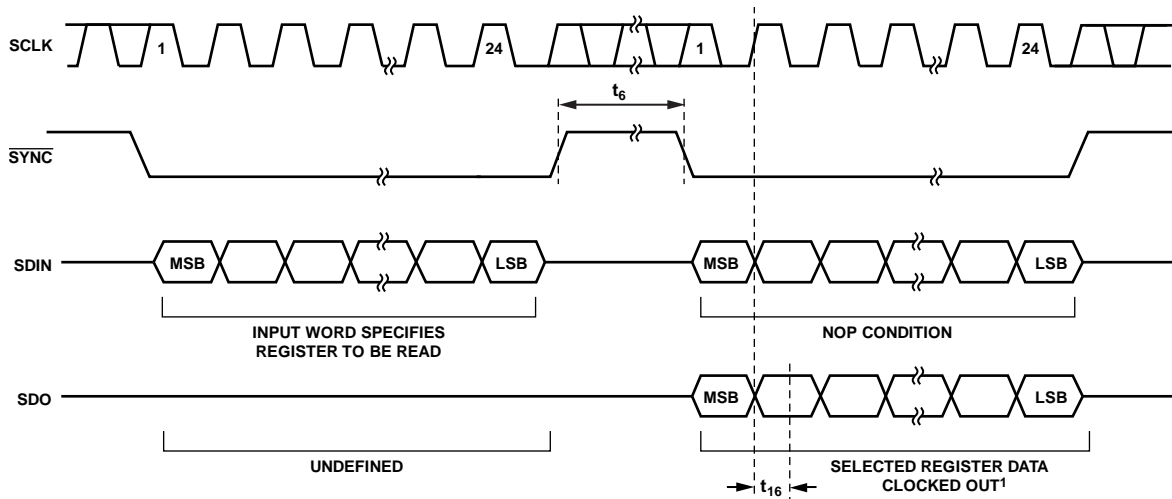 SCLK
1
24
1
24
t6
SYNC
SDIN
MSB
LSB
MSB
LSB
INPUT WORD SPECIFIES
REGISTER TO BE READ
NOP CONDITION
SDO
MSB
LSB
UNDEFINED
SELECTED REGISTER DATA
CLOCKED OUT1
t16